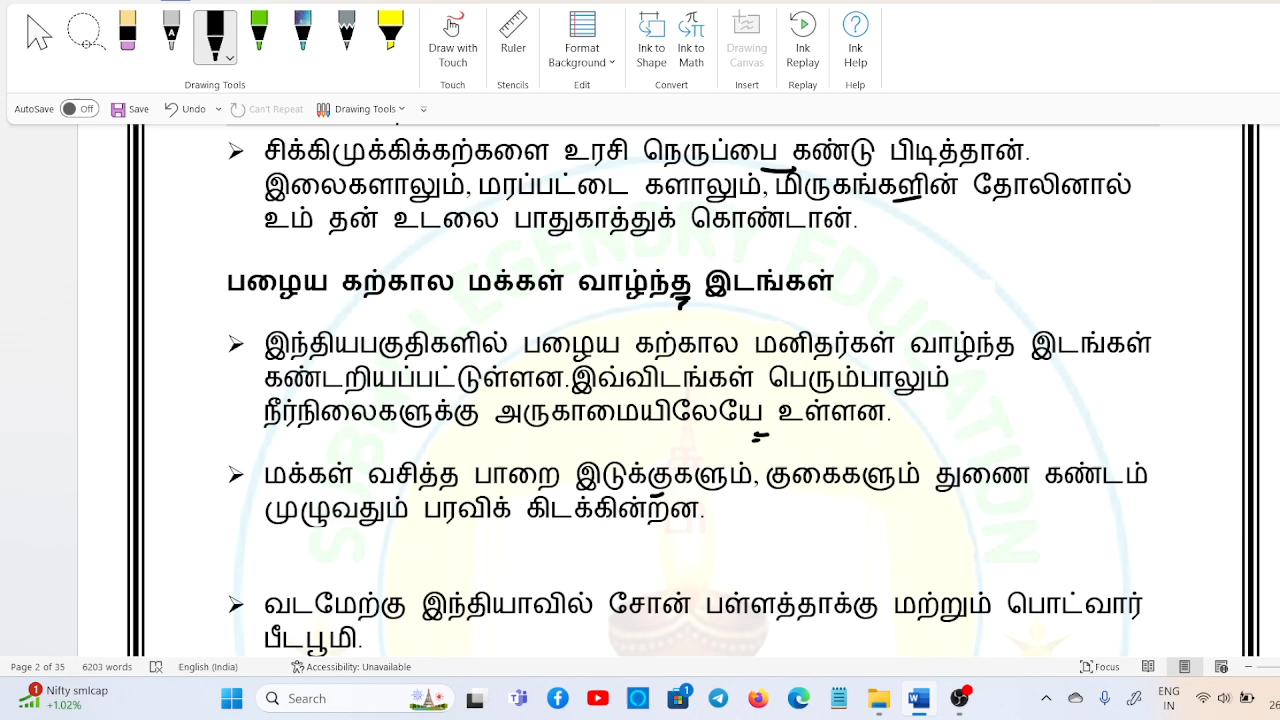 Draw with Touch
Ruler
Format Background
Ink to Shape
Ink to Math
Drawing Canvas
Ink Replay
Ink Help
Drawing Tools
Touch
Stencils
Edit
Convert
Insert
Replay
Help
AutoSave Off Save Undo Can't Repeat Drawing Tools
சிக்கிமுக்கிக்கற்களை உரசி நெருப்பை கண்டு பிடித்தான்.
இலைகளாலும், மரப்பட்டை களாலும், மிருகங்களின் தோலினால்
உம் தன் உடலை பாதுகாத்துக் கொண்டான்.
பழைய கற்கால மக்கள் வாழ்ந்த இடங்கள்
இந்தியபகுதிகளில் பழைய கற்கால மனிதர்கள் வாழ்ந்த இடங்கள்
கண்டறியப்பட்டுள்ளன.இவ்விடங்கள் பெரும்பாலும்
நீர்நிலைகளுக்கு அருகாமையிலேயே உள்ளன.
மக்கள் வசித்த பாறை இடுக்குகளும், குகைகளும் துணை கண்டம்
முழுவதும் பரவிக் கிடக்கின்றன.
வடமேற்கு இந்தியாவில் சோன் பள்ளத்தாக்கு மற்றும் பொட்வார்
பீடபூமி.
Page 2 of 35 6203 words English (India) Accessibility: Unavailable Focus
Nifty smlcap
+1.02%
Search
ENG
IN